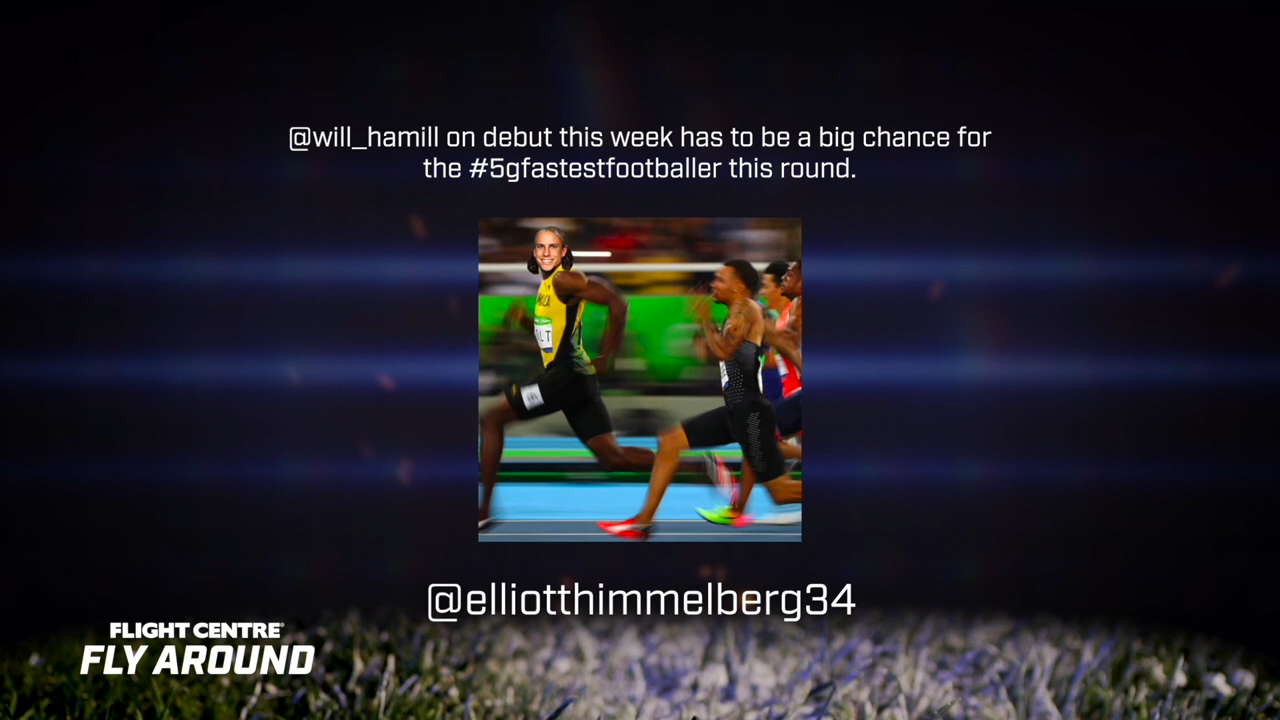 @will_hamill on debut this week has to be a big chance for
the #5gfastestfootballer this round.
@elliotthimmelberg34
FLIGHT CENTRE®
FLY AROUND